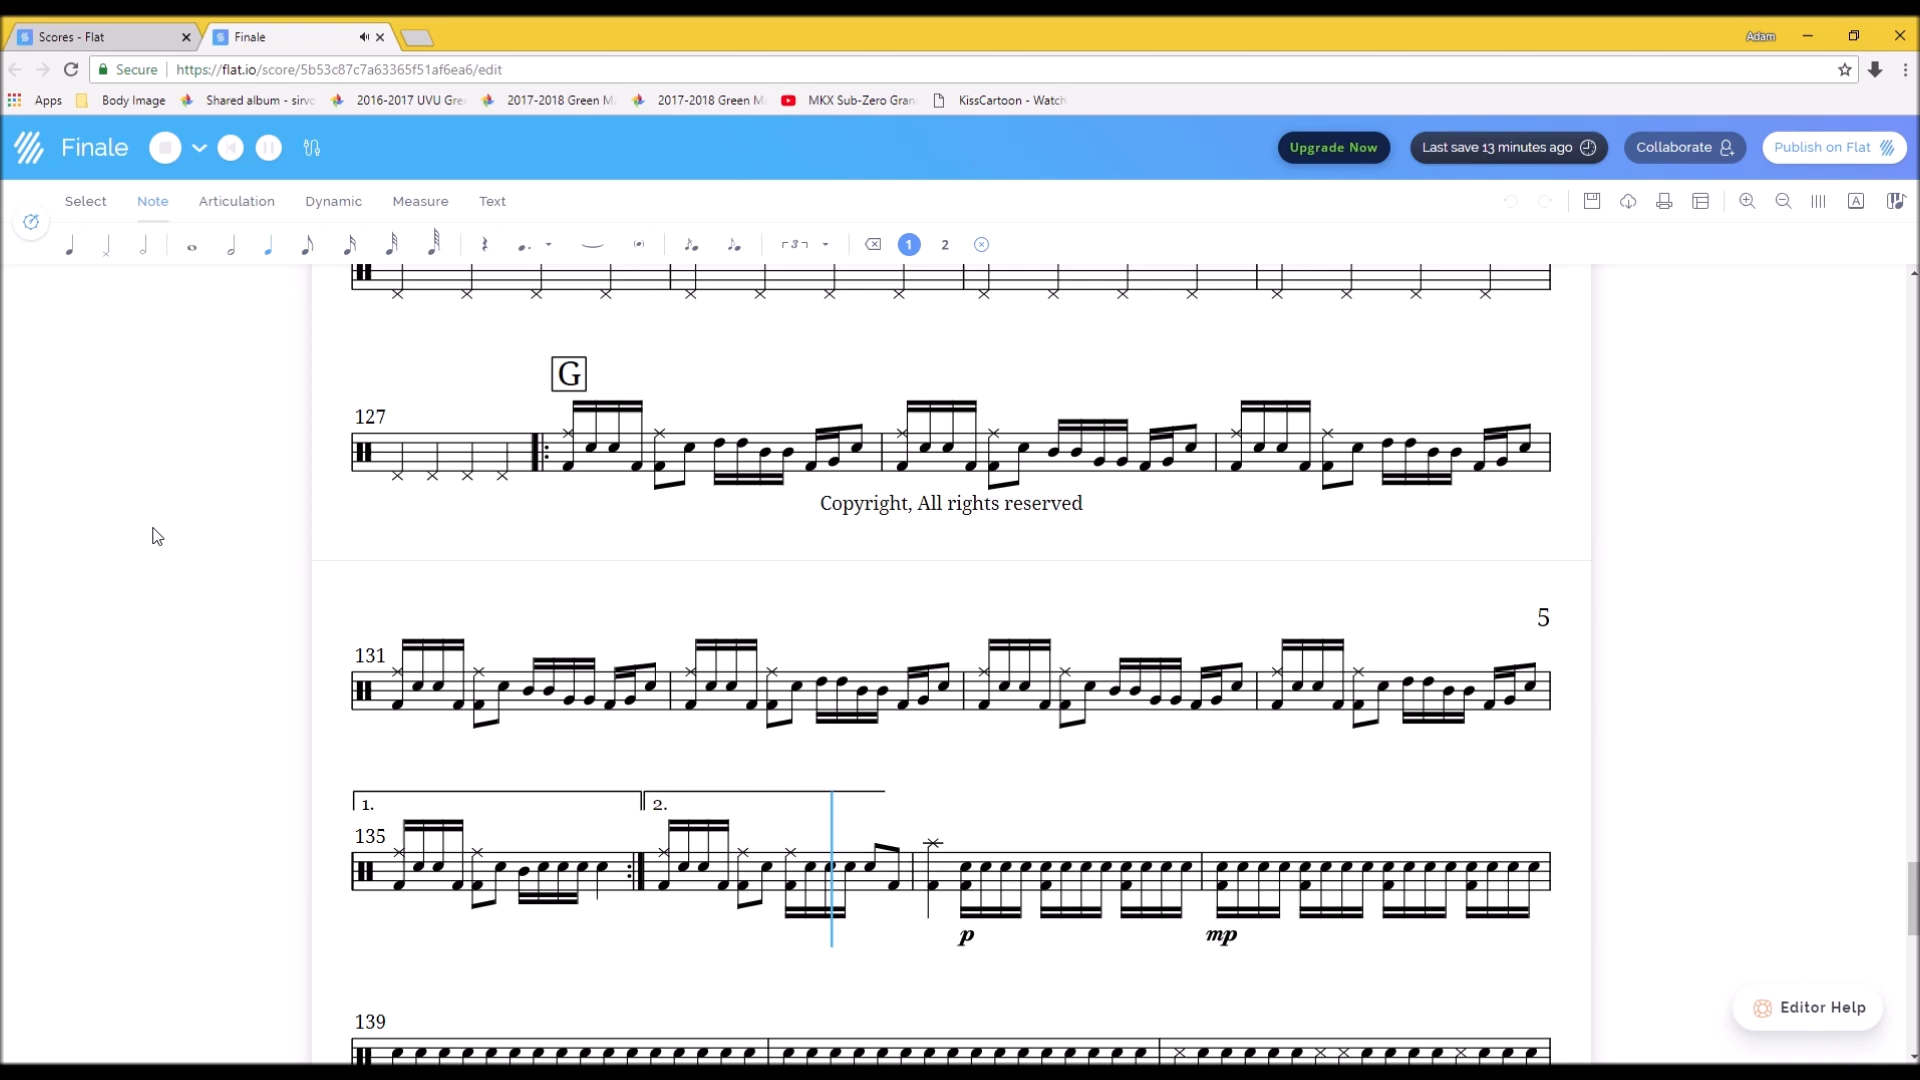 Scores - Flat
Finale
Adam
Secure
https://flat.io/score/5b53c87c7a63365f51af6ea6/edit
Apps
Body Image
Shared album - sirvo
2016-2017 UVU Gre
2017-2018 Green M
2017-2018 Green M
MKX Sub-Zero Gran
KissCartoon - Watch
Finale
Upgrade Now
Last save 13 minutes ago
Collaborate
Publish on Flat
Select
Note
Articulation
Dynamic
Measure
Text
A
3
1
2
G
127
Copyright, All rights reserved
5
131
1.
2.
135
p
mp
139
Editor Help